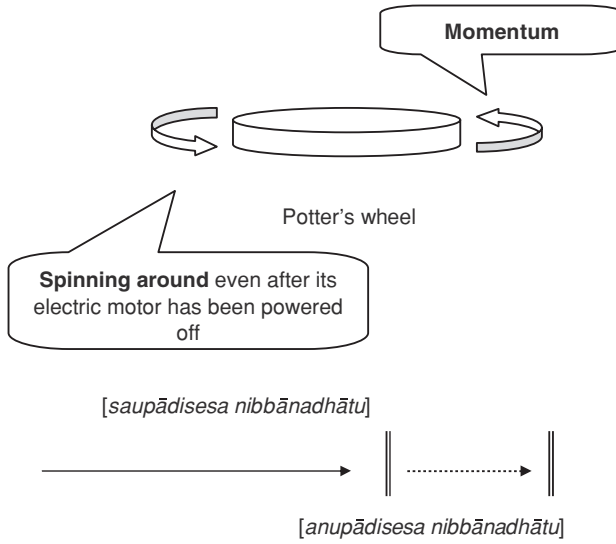 Momentum
Potter's wheel
Spinning around even after its
electric motor has been powered
off
[saupādisesa nibbānadhātu]
[anupādisesa nibbānadhātu]